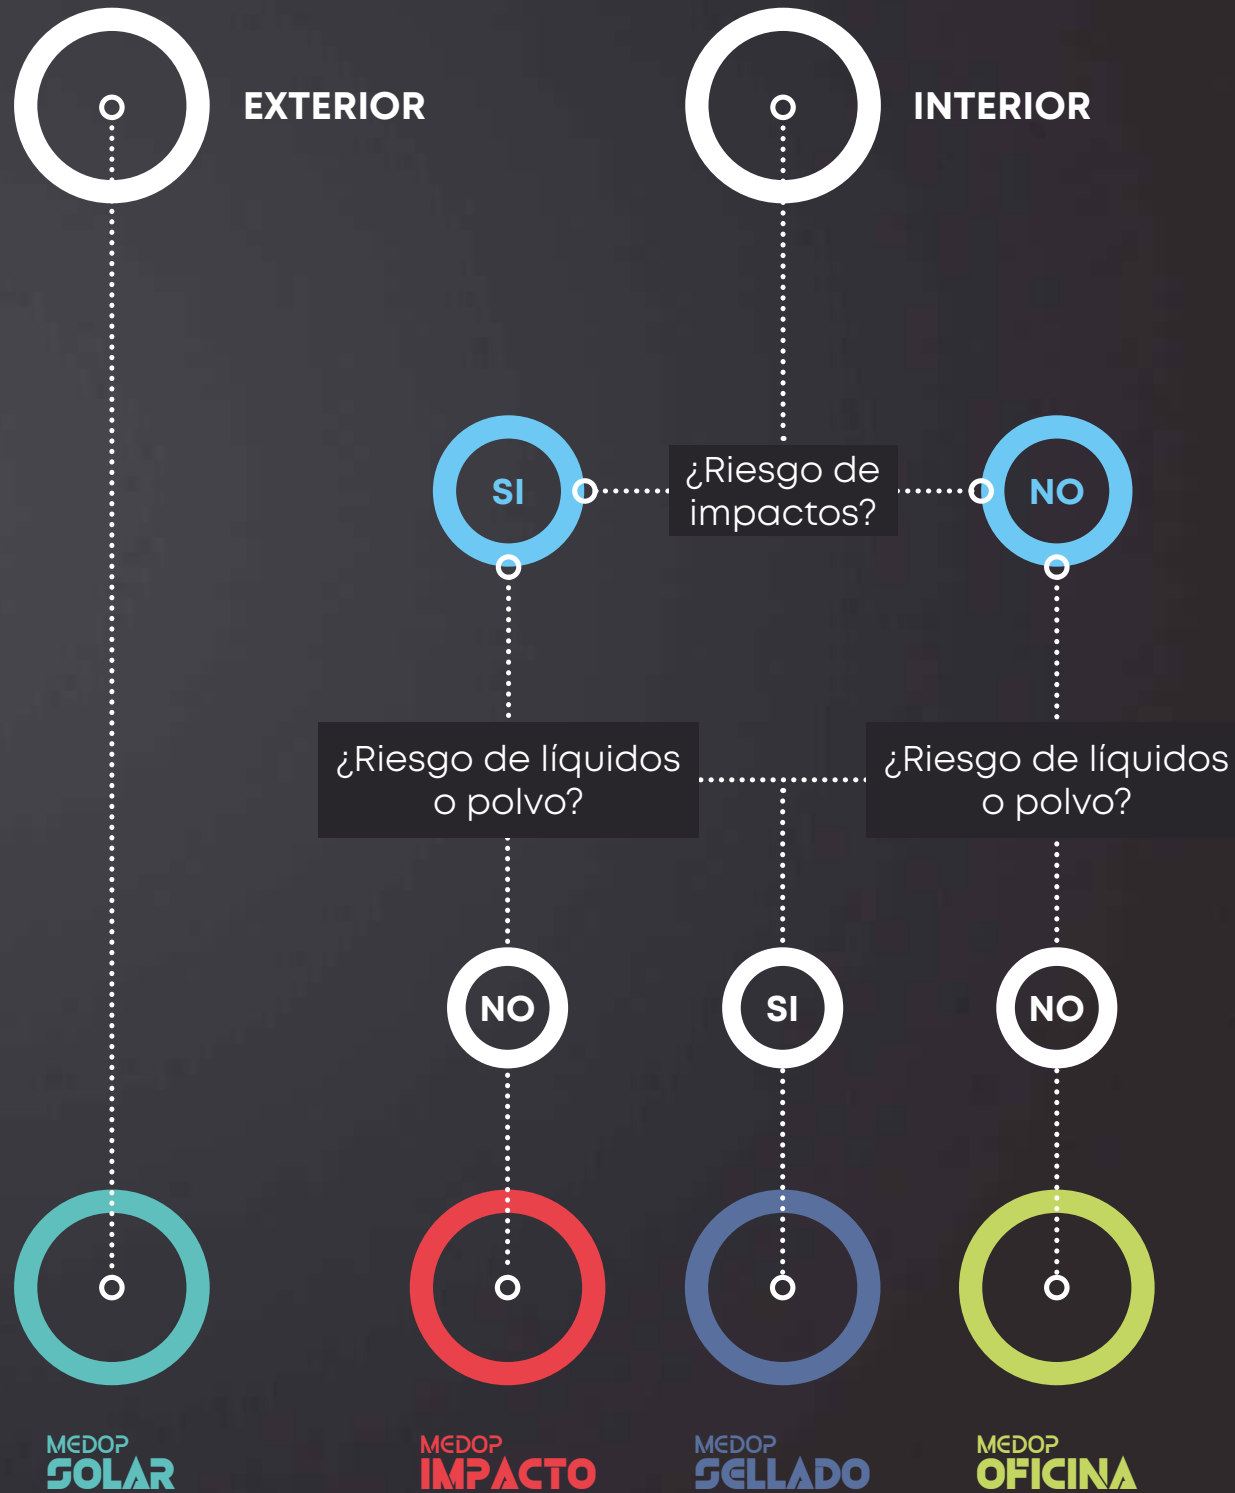 EXTERIOR
INTERIOR
SI
¿Riesgo de
impactos?
NO
¿Riesgo de líquidos
o polvo?
¿Riesgo de líquidos
o polvo?
NO
SI
NO
MEDOP
SOLAR
MEDOP
IMPACTO
MEDOP
SELLADO
MEDOP
OFICINA